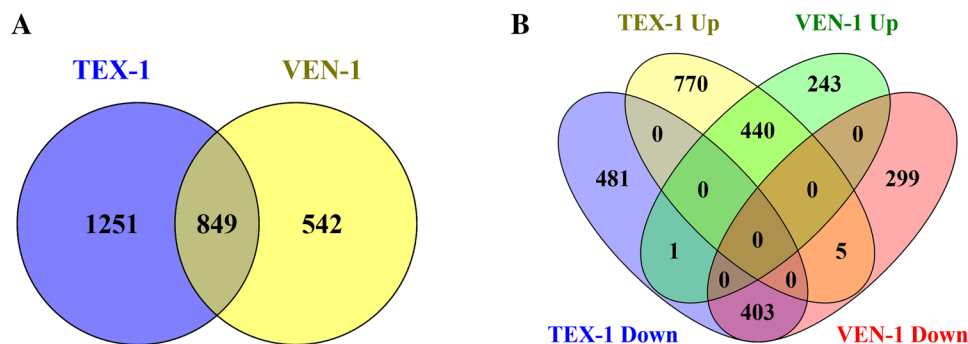 A
TEX-1
VEN-1
1251
849
542
B
TEX-1 Up
VEN-1 Up
770
243
0
440
0
481
0
0
299
1
0
5
0
0
403
TEX-1 Down
VEN-1 Down